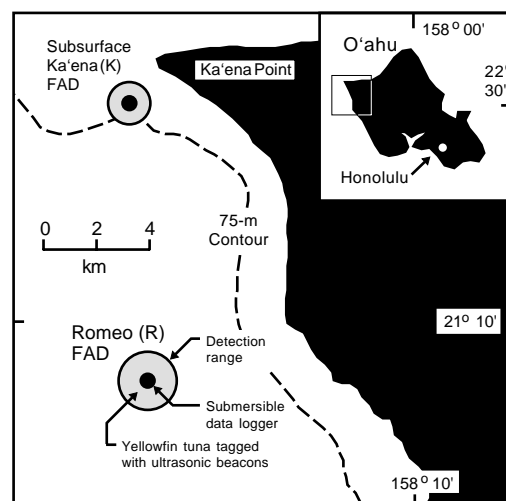 Subsurface
Ka'ena (K)
FAD
Ka'ena Point
O'ahu
158° 00'
22'
30'
Honolulu
0 2 4
km
75-m
Contour
21° 10'
Romeo (R)
FAD
Detection
range
Submersible
data logger
Yellowfin tuna tagged
with ultrasonic beacons
158° 10'